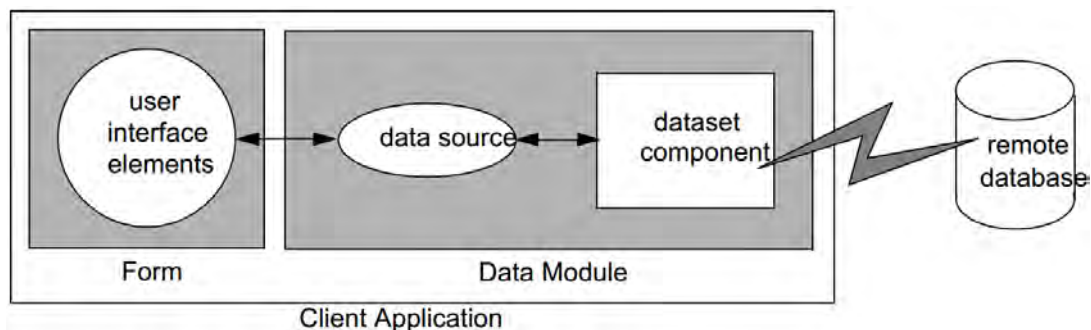 user
interface
elements
data source
dataset
component
remote
database
Form
Data Module
Client Application